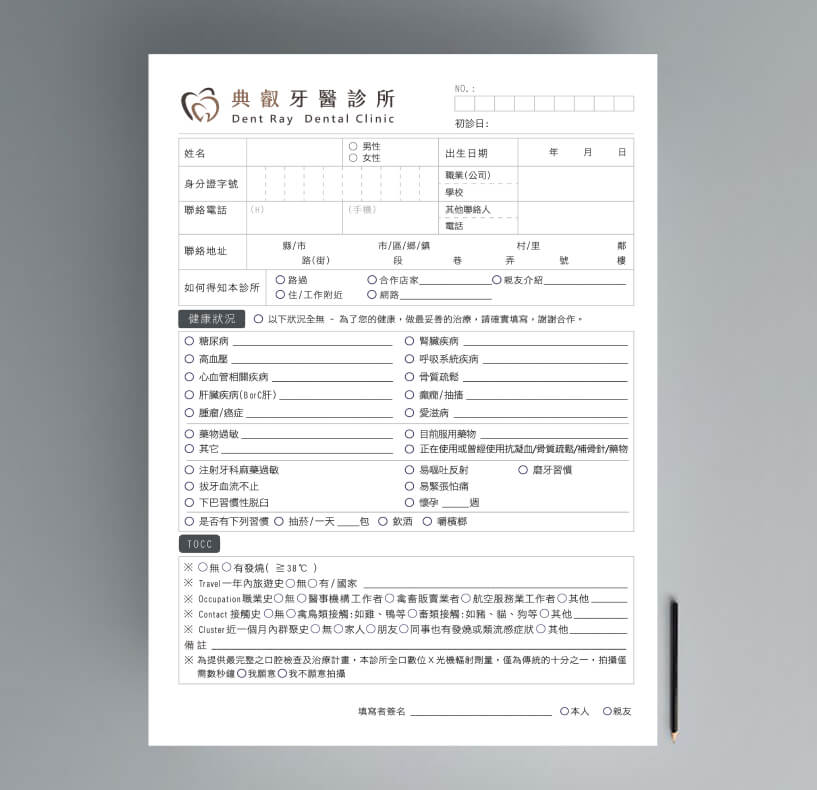 典叡牙醫診所
Dent Ray Dental Clinic
NO.:
初診日:
姓名
○ 男性
○ 女性
出生日期 年 月 日
身分證字號
職業(公司)
學校
聯絡電話 (H) (手機)
其他聯絡人
電話
聯絡地址
縣/市 市/區/鄉/鎮 村/里 鄰
路(街) 段 巷 弄 號 樓
如何得知本診所
○ 路過 ○ 合作店家 ○ 親友介紹
○ 住/工作附近 ○ 網路
健康狀況 ○ 以下狀況全無 - 為了您的健康,做最妥善的治療,請確實填寫,謝謝合作。
○ 糖尿病 ○ 腎臟疾病
○ 高血壓 ○ 呼吸系統疾病
○ 心血管相關疾病 ○ 骨質疏鬆
○ 肝臟疾病(BorC肝) ○ 癲癇/抽搐
○ 腫瘤/癌症 ○ 愛滋病
○ 藥物過敏 ○ 目前服用藥物
○ 其它 ○ 正在使用或曾經使用抗凝血/骨質疏鬆/補骨針/藥物
○ 注射牙科麻藥過敏 ○ 易嘔吐反射 ○ 磨牙習慣
○ 拔牙血流不止 ○ 易緊張怕痛
○ 下巴習慣性脫臼 ○ 懷孕____週
○ 是否有下列習慣 ○ 抽菸/一天 ___包 ○ 飲酒 ○ 嚼檳榔
TOCC
※ ○無○有發燒( ≧38℃ )
※ Travel一年內旅遊史○無○有/國家
※ Occupation職業史○無○醫事機構工作者○禽畜販賣業者○航空服務業工作者○其他
※ Contact 接觸史○無○禽鳥類接觸:如雞、鴨等○畜類接觸:如豬、貓、狗等○其他
※ Cluster近一個月內群聚史○無○家人○朋友○同事也有發燒或類流感症狀○其他
備註
※ 為提供最完整之口腔檢查及治療計畫,本診所全口數位X光機輻射劑量,僅為傳統的十分之一,拍攝僅
需數秒鐘○我願意○我不願意拍攝
填寫者簽名 ○本人 ○親友